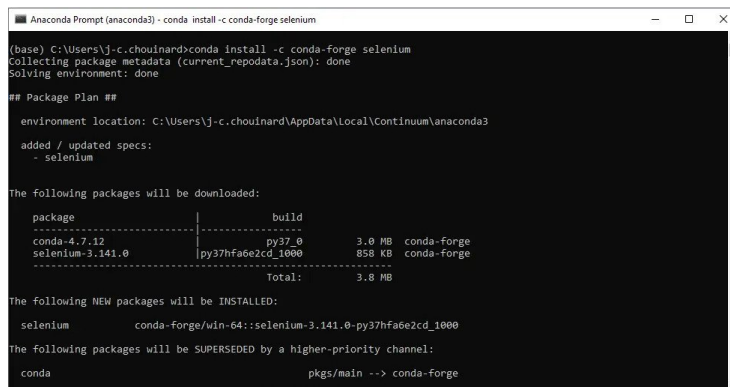 Anaconda Prompt (anaconda3) - conda  install -c conda-forge selenium
(base) C:\Users\j-c.chouinard>conda install -c conda-forge selenium
Collecting package metadata (current_repodata.json): done
Solving environment: done
## Package Plan ##
  environment location: C:\Users\j-c.chouinard\AppData\Local\Continuum\anaconda3
  added / updated specs:
    - selenium
The following packages will be downloaded:
    package                    |            build
    ---------------------------|-----------------
    conda-4.7.12               |           py37_0         3.0 MB  conda-forge
    selenium-3.141.0           |py37hfa6e2cd_1000         858 KB  conda-forge
    ------------------------------------------------------------
                                           Total:         3.8 MB
The following NEW packages will be INSTALLED:
  selenium           conda-forge/win-64::selenium-3.141.0-py37hfa6e2cd_1000
The following packages will be SUPERSEDED by a higher-priority channel:
  conda                                       pkgs/main --> conda-forge